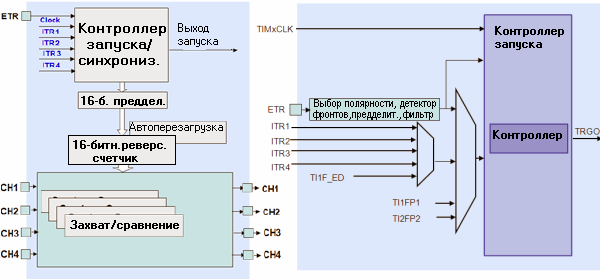 ETR
Clock
ITR1
ITR2
ITR3
ITR4
Контроллер
запуска/
синхрониз.
Выход
запуска
16-б. преддел.
Автоперезагрузка
16-битн.реверс.
счетчик
CH1
CH2
CH3
CH4
Захват/сравнение
CH1
CH2
CH3
CH4
TIMxCLK
Контроллер
запуска
ETR
Выбор полярности, детектор
фронтов,предделит.,фильтр
ITR1
ITR2
ITR3
ITR4
TI1F_ED
TI1FP1
TI2FP2
Контроллер
TRGO